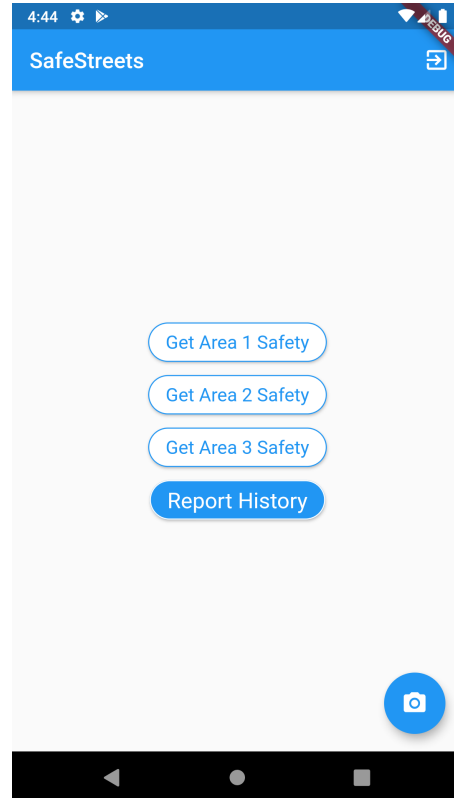 4:44
DEBUG
SafeStreets
Get Area 1 Safety
Get Area 2 Safety
Get Area 3 Safety
Report History